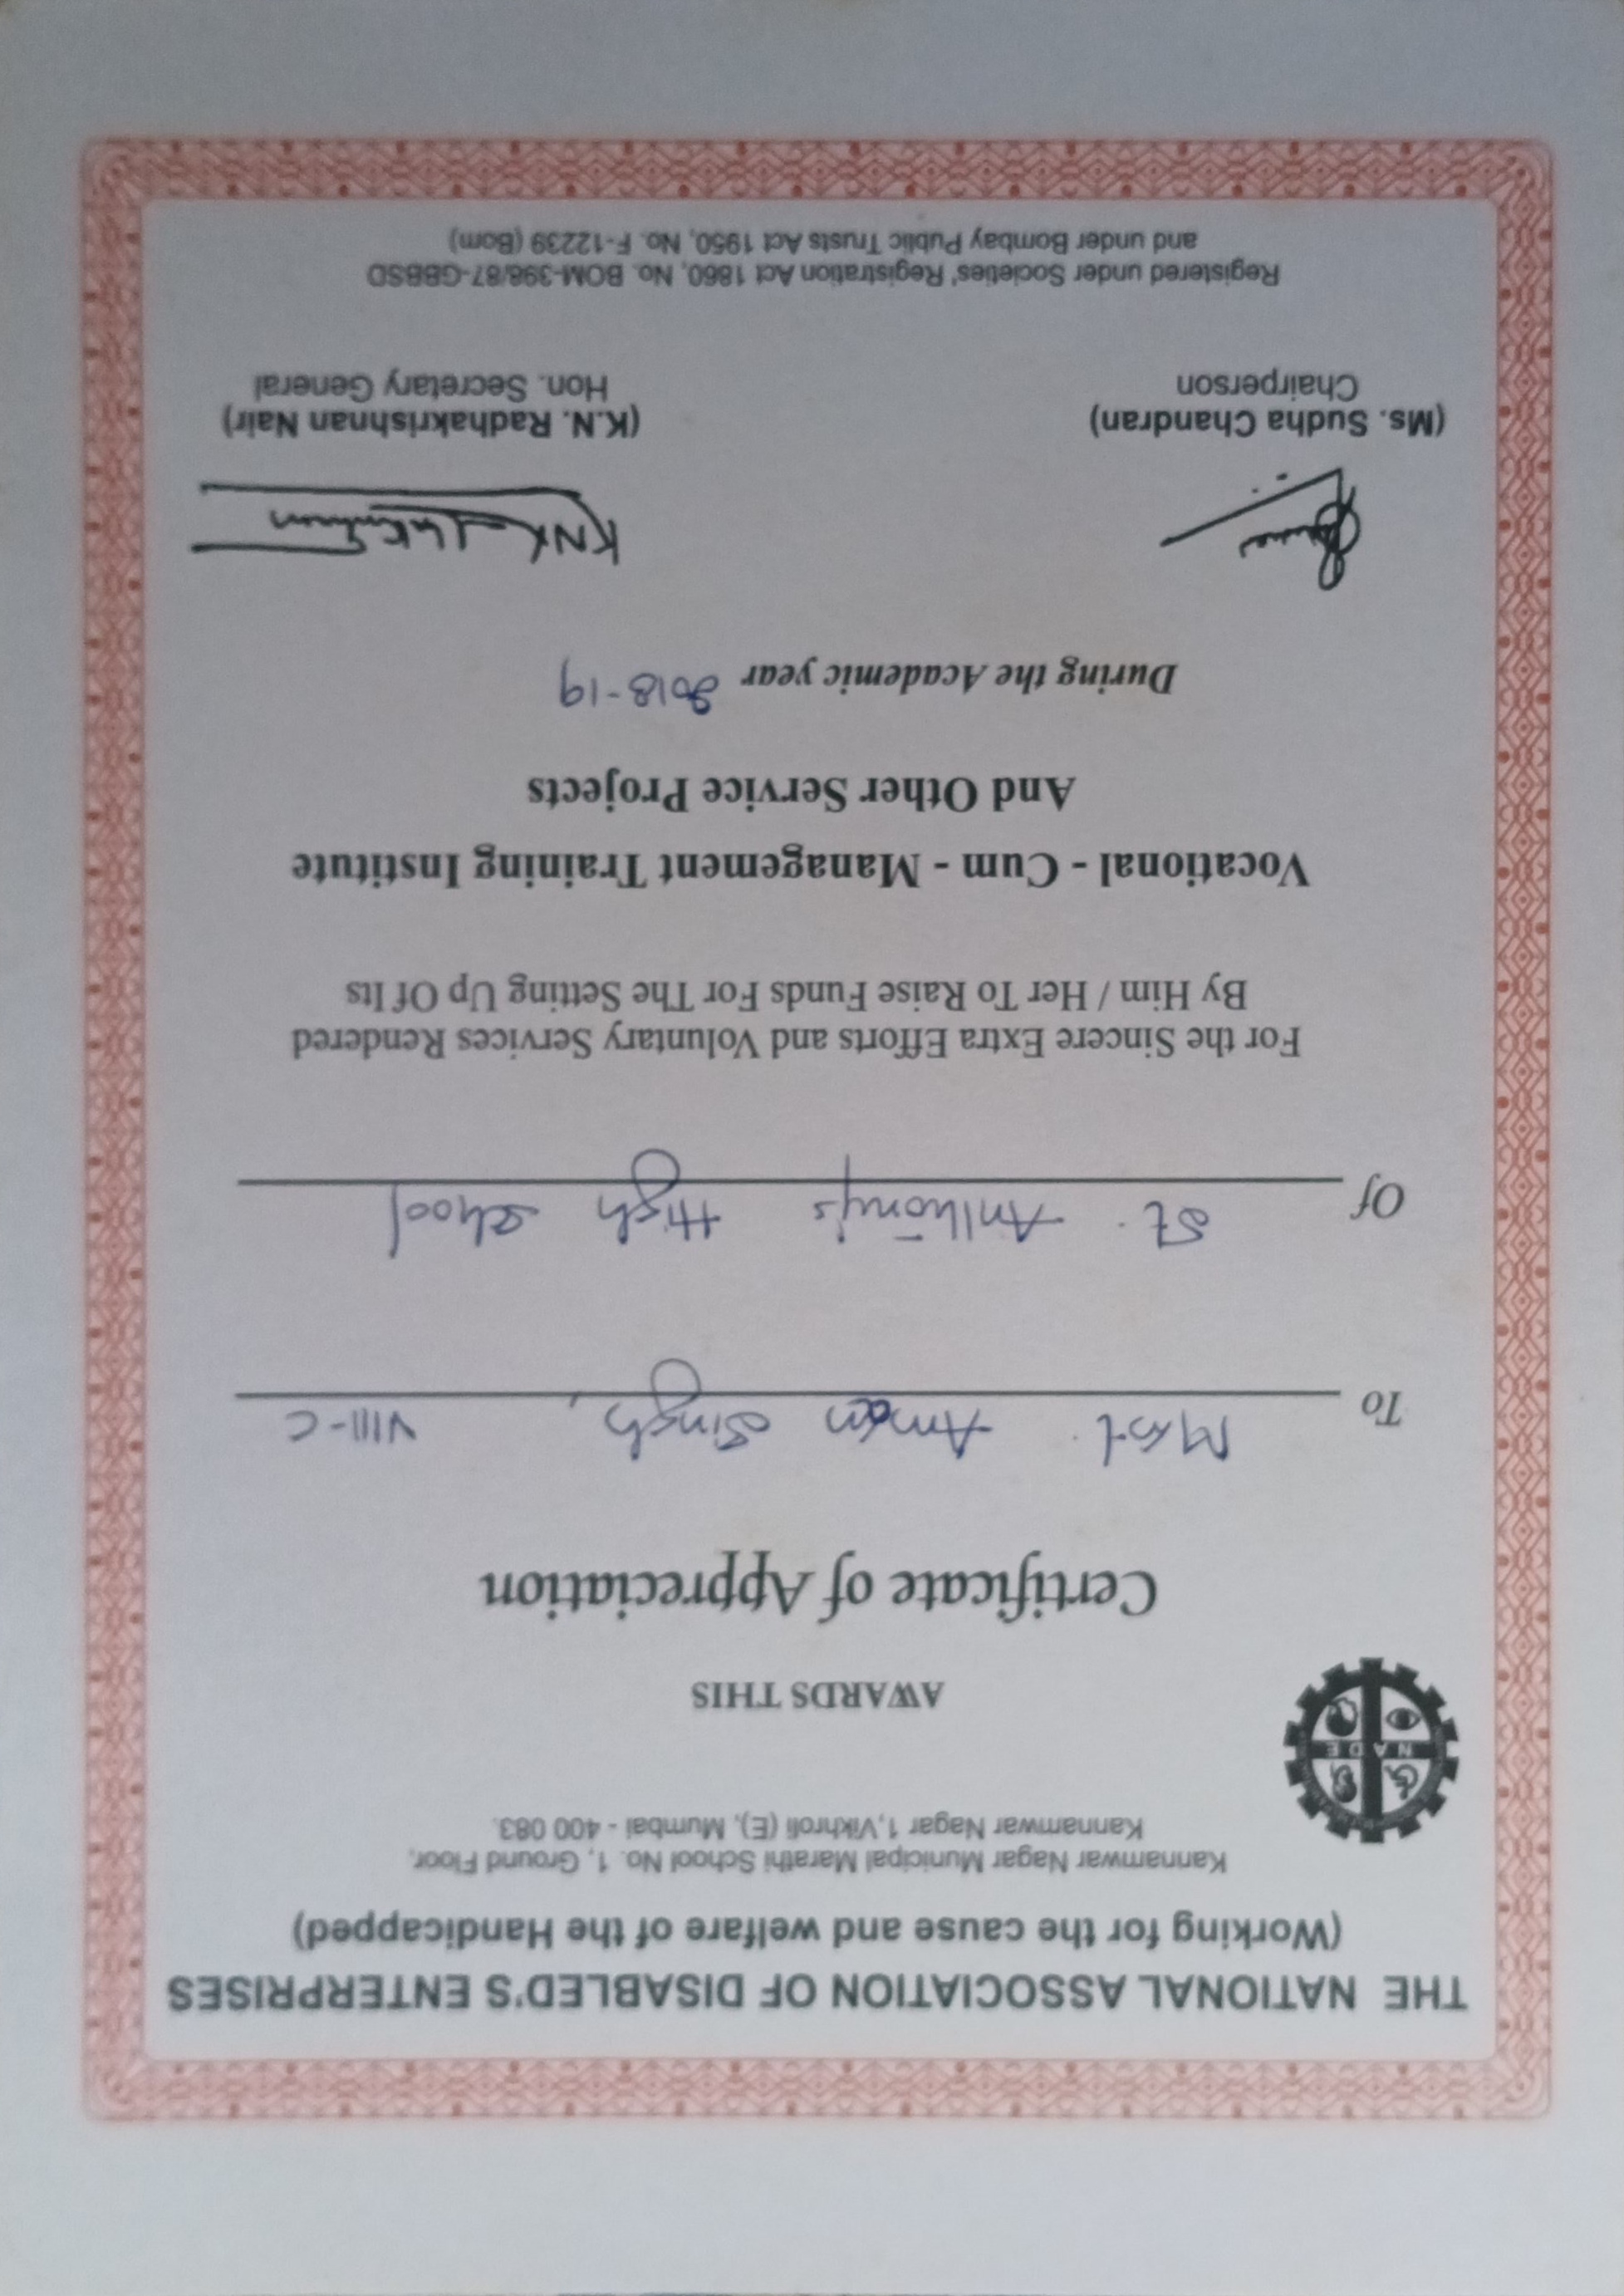 THE NATIONAL ASSOCIATION OF DISABLED'S ENTERPRISES
(Working for the cause and welfare of the Handicapped)
Kannamwar Nagar Municipal Marathi School No. 1, Ground Floor,
Kannamwar Nagar 1, Vikhroli (E), Mumbai - 400 083.
NADE
AWARDS THIS
Certificate of Appreciation
To Mast. Aman Singh, VIII-C
Of St. Anthony's High School
For the Sincere Extra Efforts and Voluntary Services Rendered
By Him / Her To Raise Funds For The Setting Up Of Its
Vocational - Cum - Management Training Institute
And Other Service Projects
During the Academic year 2018-19
(Ms. Sudha Chandran) (K.N. Radhakrishnan Nair)
Chairperson Hon. Secretary General
Registered under Societies' Registration Act 1860, No. BOM-398/87-GBBSD
and under Bombay Public Trusts Act 1950, No. F-12239 (Bom)